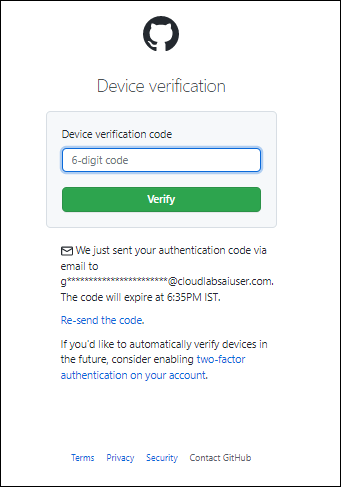 Device verification
Device verification code
6-digit code
Verify
We just sent your authentication code via
email to
g***********************@cloudlabsaiuser.com.
The code will expire at 6:35PM IST.
Re-send the code.
If you'd like to automatically verify devices in
the future, consider enabling two-factor
authentication on your account.
Terms Privacy Security Contact GitHub